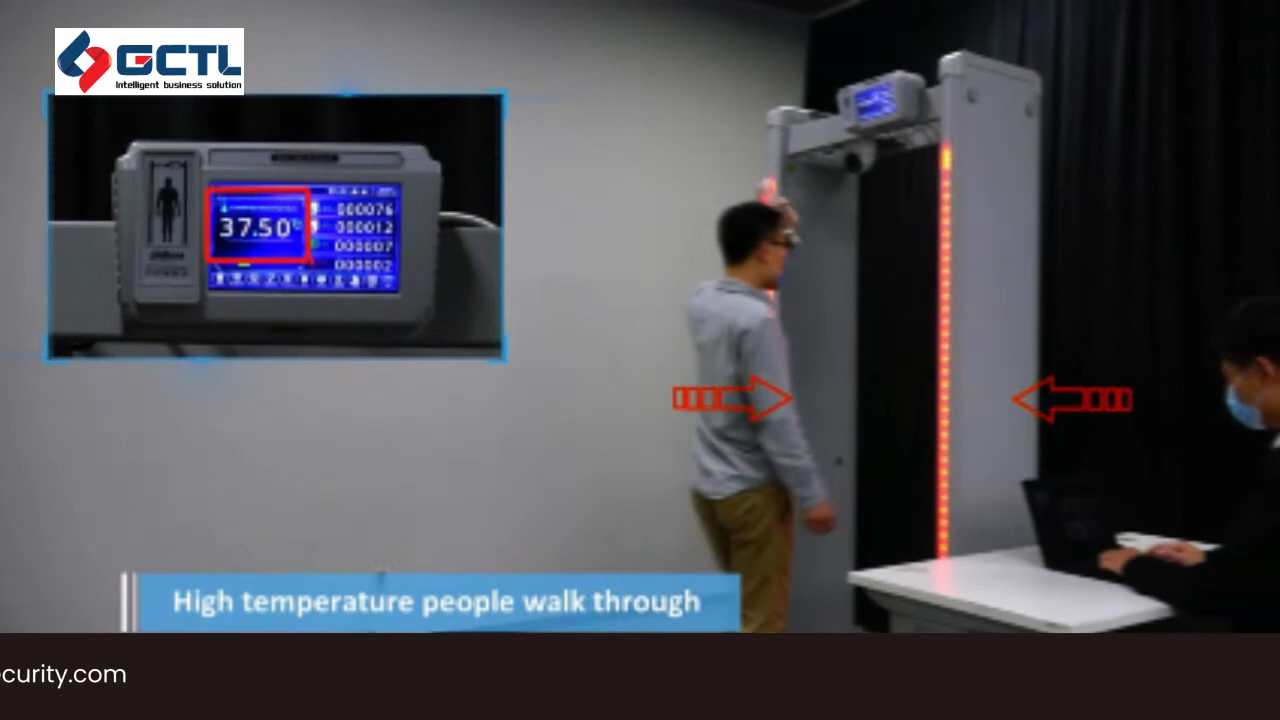 GCTL
Intelligent business solution
37.50°C
000076
000012
000007
000002
High temperature people walk through
curity.com